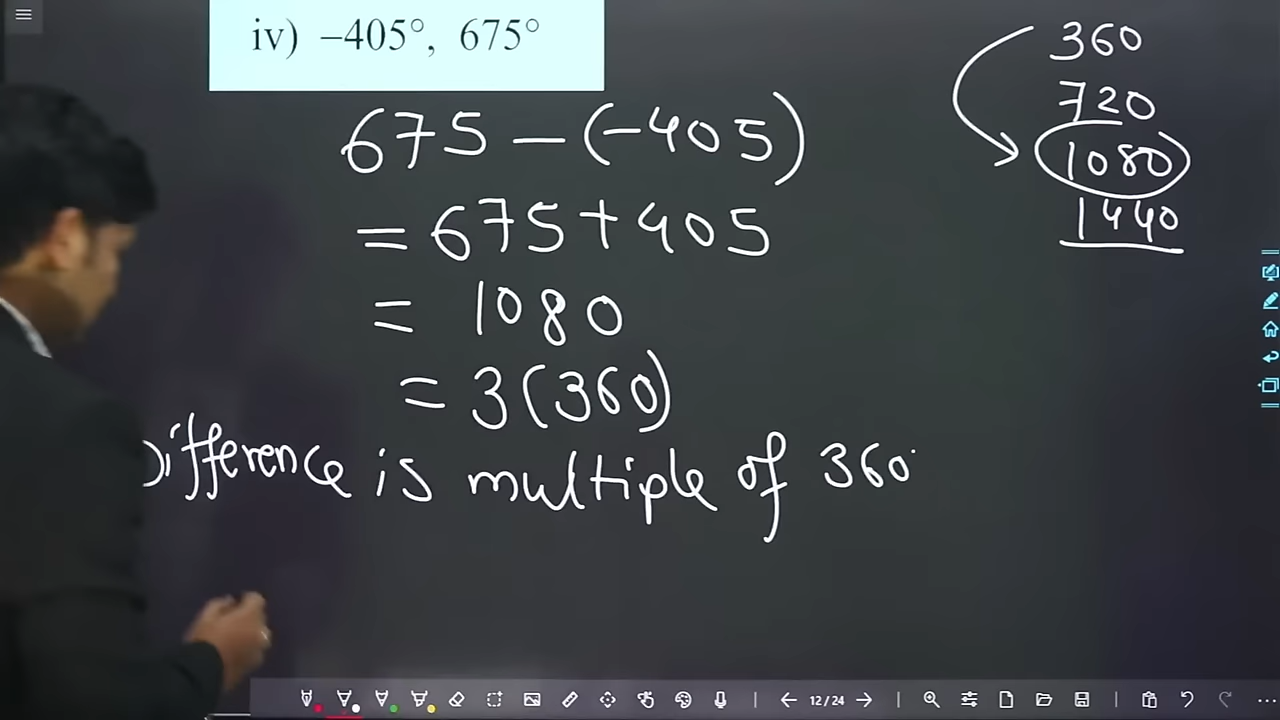 iv) –405°, 675°
675 – (–405)
= 675 + 405
= 1080
= 3(360)
Difference is multiple of 360
360
720
1080
1440
12/24